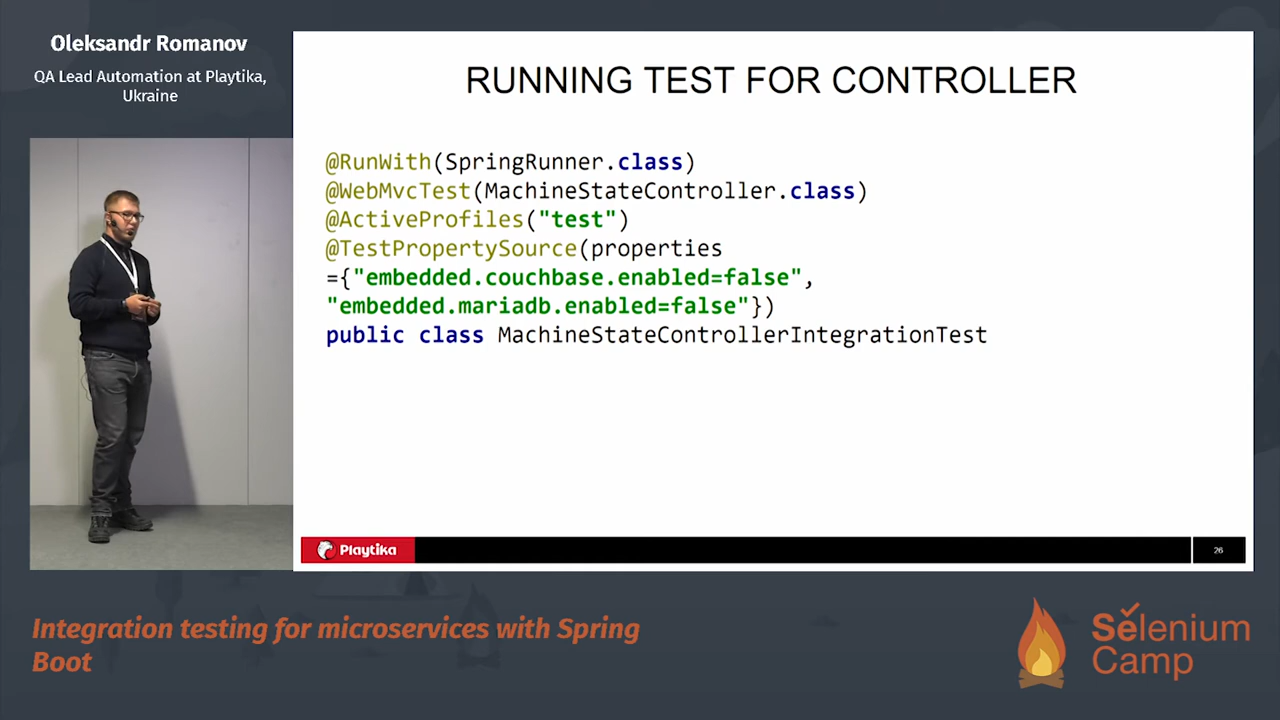 Oleksandr Romanov
QA Lead Automation at Playtika,
Ukraine
RUNNING TEST FOR CONTROLLER
@RunWith(SpringRunner.class)
@WebMvcTest(MachineStateController.class)
@ActiveProfiles("test")
@TestPropertySource(properties
={"embedded.couchbase.enabled=false",
"embedded.mariadb.enabled=false"})
public class MachineStateControllerIntegrationTest
Playtika
26
Integration testing for microservices with Spring
Boot
Selenium
Camp